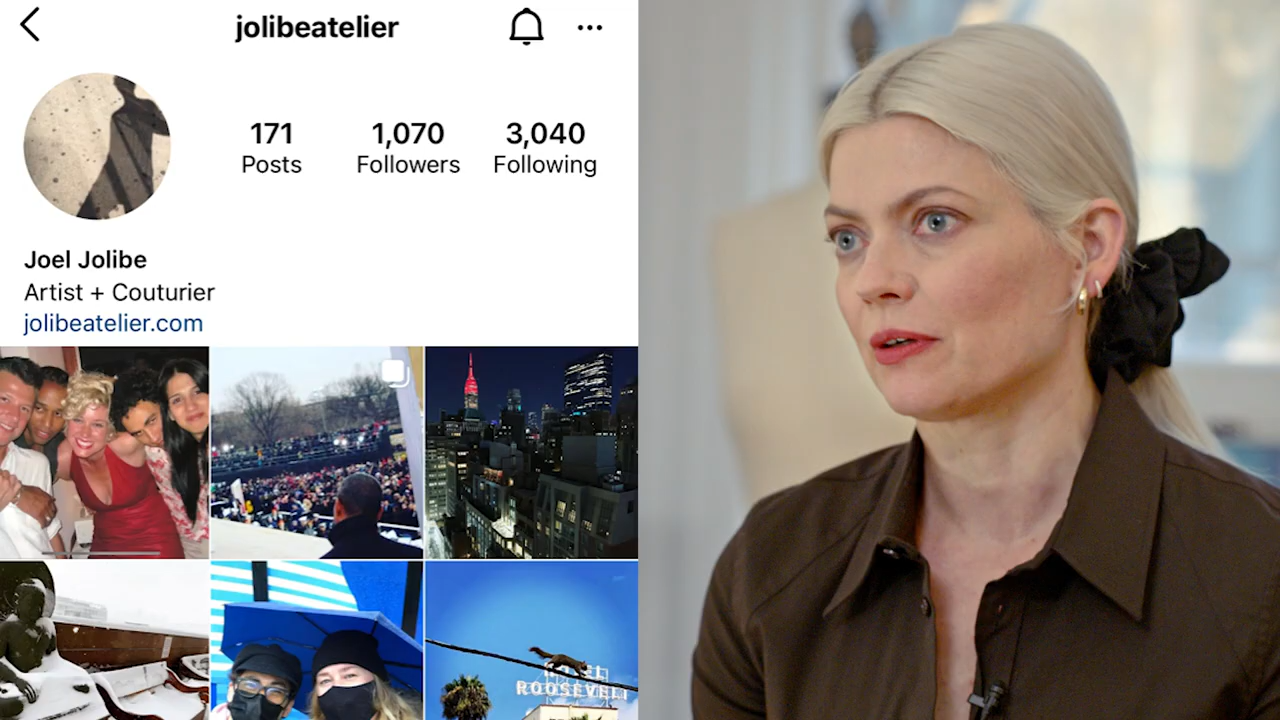 jolibeatelier
171
1,070
3,040
Posts
Followers
Following
Joel Jolibe
Artist + Couturier
jolibeatelier.com
ROOSEVELT